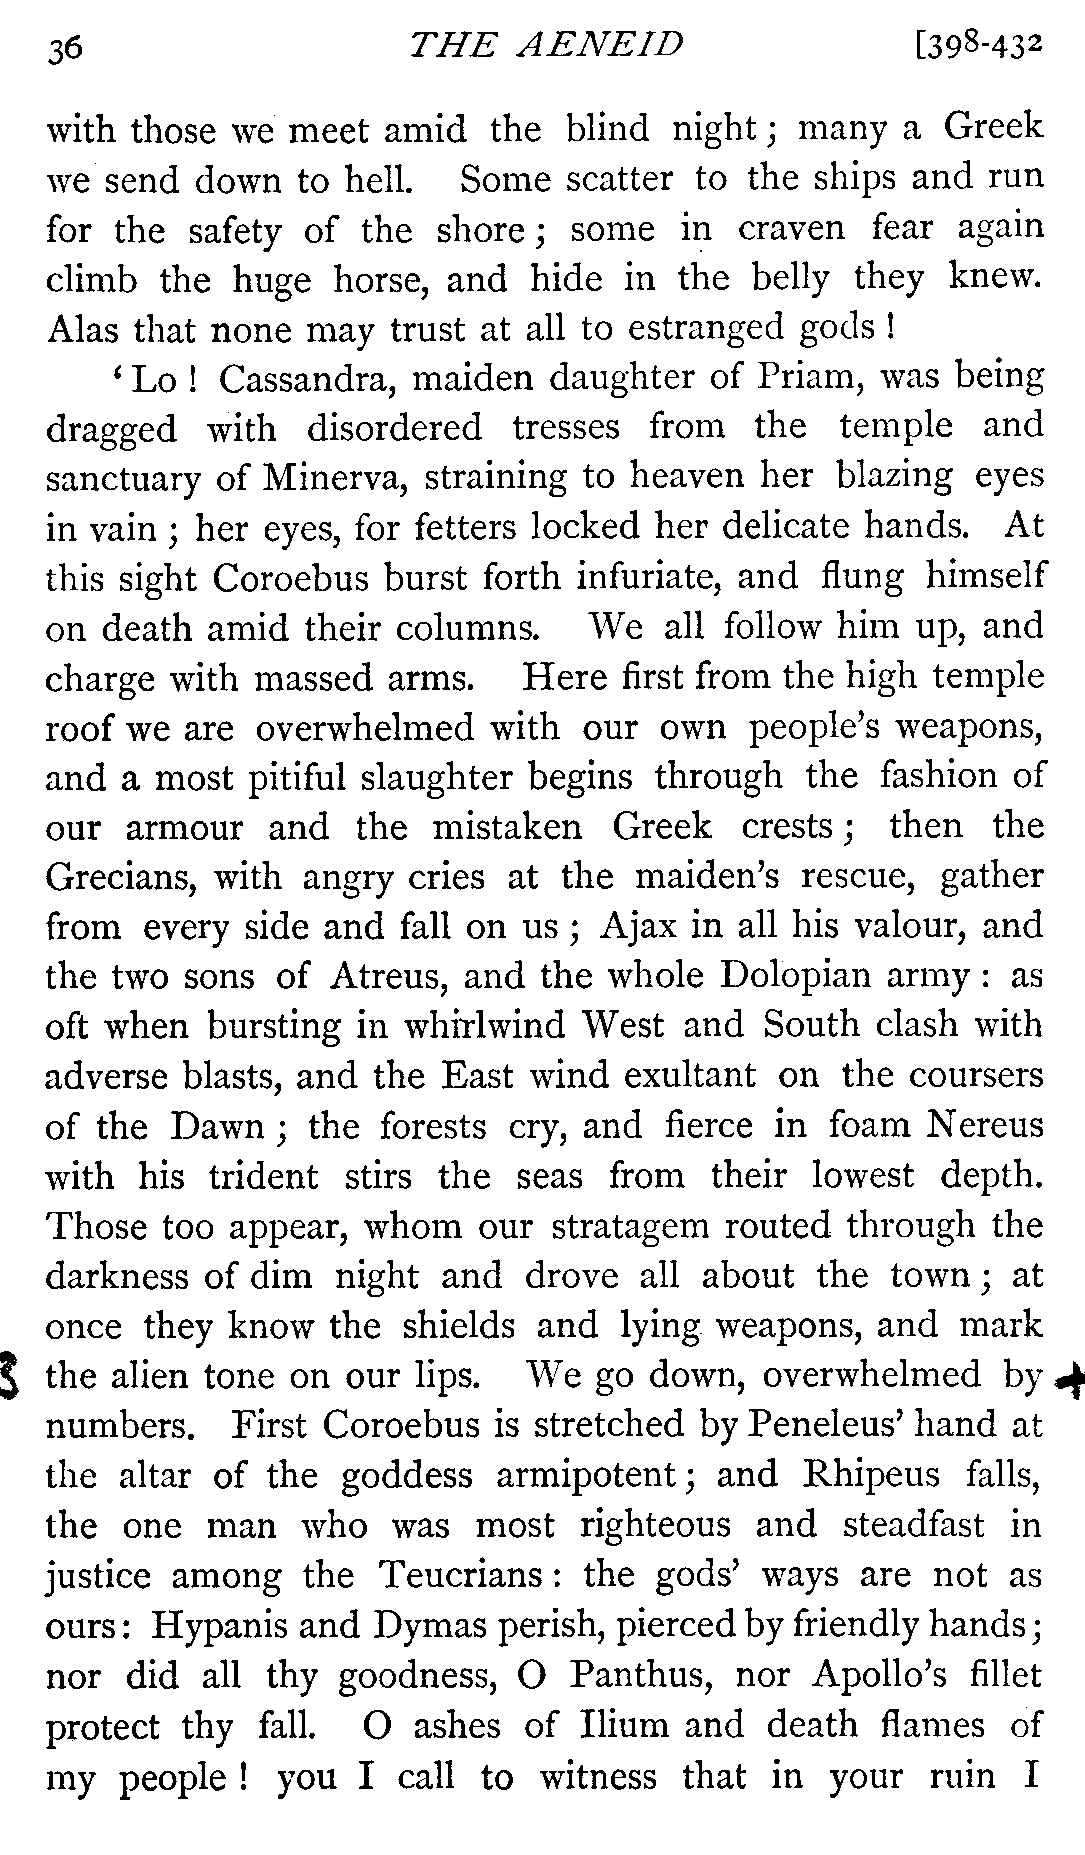 36 THE AENEID [398-432
with those we meet amid the blind night ; many a Greek
we send down to hell. Some scatter to the ships and run
for the safety of the shore ; some in craven fear again
climb the huge horse, and hide in the belly they knew.
Alas that none may trust at all to estranged gods !
‘ Lo ! Cassandra, maiden daughter of Priam, was being
dragged with disordered tresses from the temple and
sanctuary of Minerva, straining to heaven her blazing eyes
in vain ; her eyes, for fetters locked her delicate hands. At
this sight Coroebus burst forth infuriate, and flung himself
on death amid their columns. We all follow him up, and
charge with massed arms. Here first from the high temple
roof we are overwhelmed with our own people’s weapons,
and a most pitiful slaughter begins through the fashion of
our armour and the mistaken Greek crests ; then the
Grecians, with angry cries at the maiden’s rescue, gather
from every side and fall on us ; Ajax in all his valour, and
the two sons of Atreus, and the whole Dolopian army : as
oft when bursting in whirlwind West and South clash with
adverse blasts, and the East wind exultant on the coursers
of the Dawn ; the forests cry, and fierce in foam Nereus
with his trident stirs the seas from their lowest depth.
Those too appear, whom our stratagem routed through the
darkness of dim night and drove all about the town ; at
once they know the shields and lying weapons, and mark
the alien tone on our lips. We go down, overwhelmed by
numbers. First Coroebus is stretched by Peneleus’ hand at
the altar of the goddess armipotent ; and Rhipeus falls,
the one man who was most righteous and steadfast in
justice among the Teucrians : the gods’ ways are not as
ours : Hypanis and Dymas perish, pierced by friendly hands ;
nor did all thy goodness, O Panthus, nor Apollo’s fillet
protect thy fall. O ashes of Ilium and death flames of
my people ! you I call to witness that in your ruin I